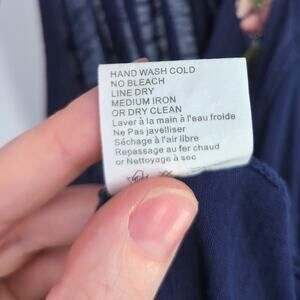 HAND WASH COLD
NO BLEACH
LINE DRY
MEDIUM IRON
OR DRY CLEAN
Laver à la main à l'eau froide
Ne Pas javelliser
Séchage à l'air libre
Repassage au fer chaud
or Nettoyage à sec